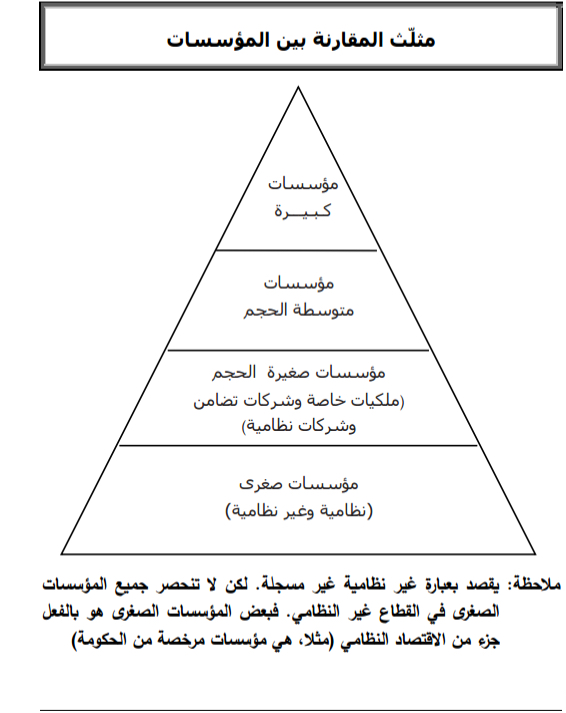 مثلّث المقارنة بين المؤسسات
مؤسسات
كـبـيــرة
مؤسسات
متوسطة الحجم
مؤسسات صغيرة الحجم
(ملكيات خاصة وشركات تضامن
وشركات نظامية)
مؤسسات صغرى
(نظامية وغير نظامية)
ملاحظة: يقصد بعبارة غير نظامية غير مسجلة. لكن لا تنحصر جميع المؤسسات
الصغرى في القطاع غير النظامي. فبعض المؤسسات الصغرى هو بالفعل
جزء من الاقتصاد النظامي (مثلا، هي مؤسسات مرخصة من الحكومة)